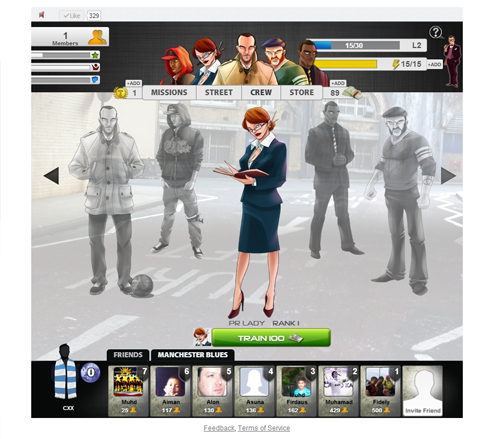 Like 329
1
Members
15/30 L2
15/15 +ADD
?
+ADD
1 MISSIONS STREET CREW STORE 89
+ADD
PR LADY RANK I
TRAIN 100
FRIENDS MANCHESTER BLUES
0
CXX
7 6 5 4 3 2 1
Muhd Aiman Alon Asuna Firdaus Muhamad Fidely
25 117 130 136 162 429 500
Invite Friend
Feedback, Terms of Service